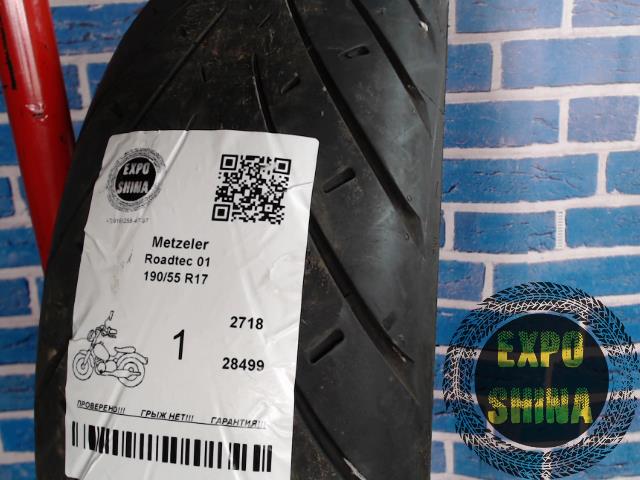 EXPO
SHINA
Metzeler
Roadtec 01
190/55 R17
1
2718
28499
ПРОВЕРЕНО!!! ГРЫЖ НЕТ!!! ГАРАНТИЯ!!!
EXPO
SHINA